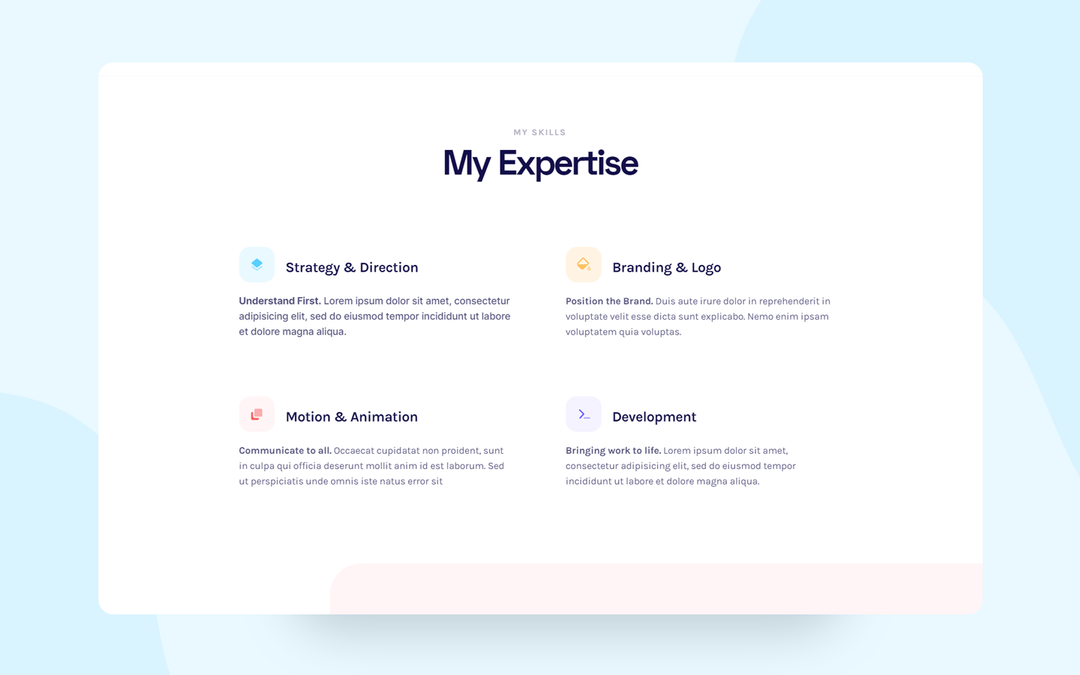 MY SKILLS
My Expertise
Strategy & Direction
Understand First. Lorem ipsum dolor sit amet, consectetur
adipisicing elit, sed do eiusmod tempor incididunt ut labore
et dolore magna aliqua.
Branding & Logo
Position the Brand. Duis aute irure dolor in reprehenderit in
voluptate velit esse dicta sunt explicabo. Nemo enim ipsam
voluptatem quia voluptas.
Motion & Animation
Communicate to all. Occaecat cupidatat non proident, sunt
in culpa qui officia deserunt mollit anim id est laborum. Sed
ut perspiciatis unde omnis iste natus error sit
Development
Bringing work to life. Lorem ipsum dolor sit amet,
consectetur adipisicing elit, sed do eiusmod tempor
incididunt ut labore et dolore magna aliqua.